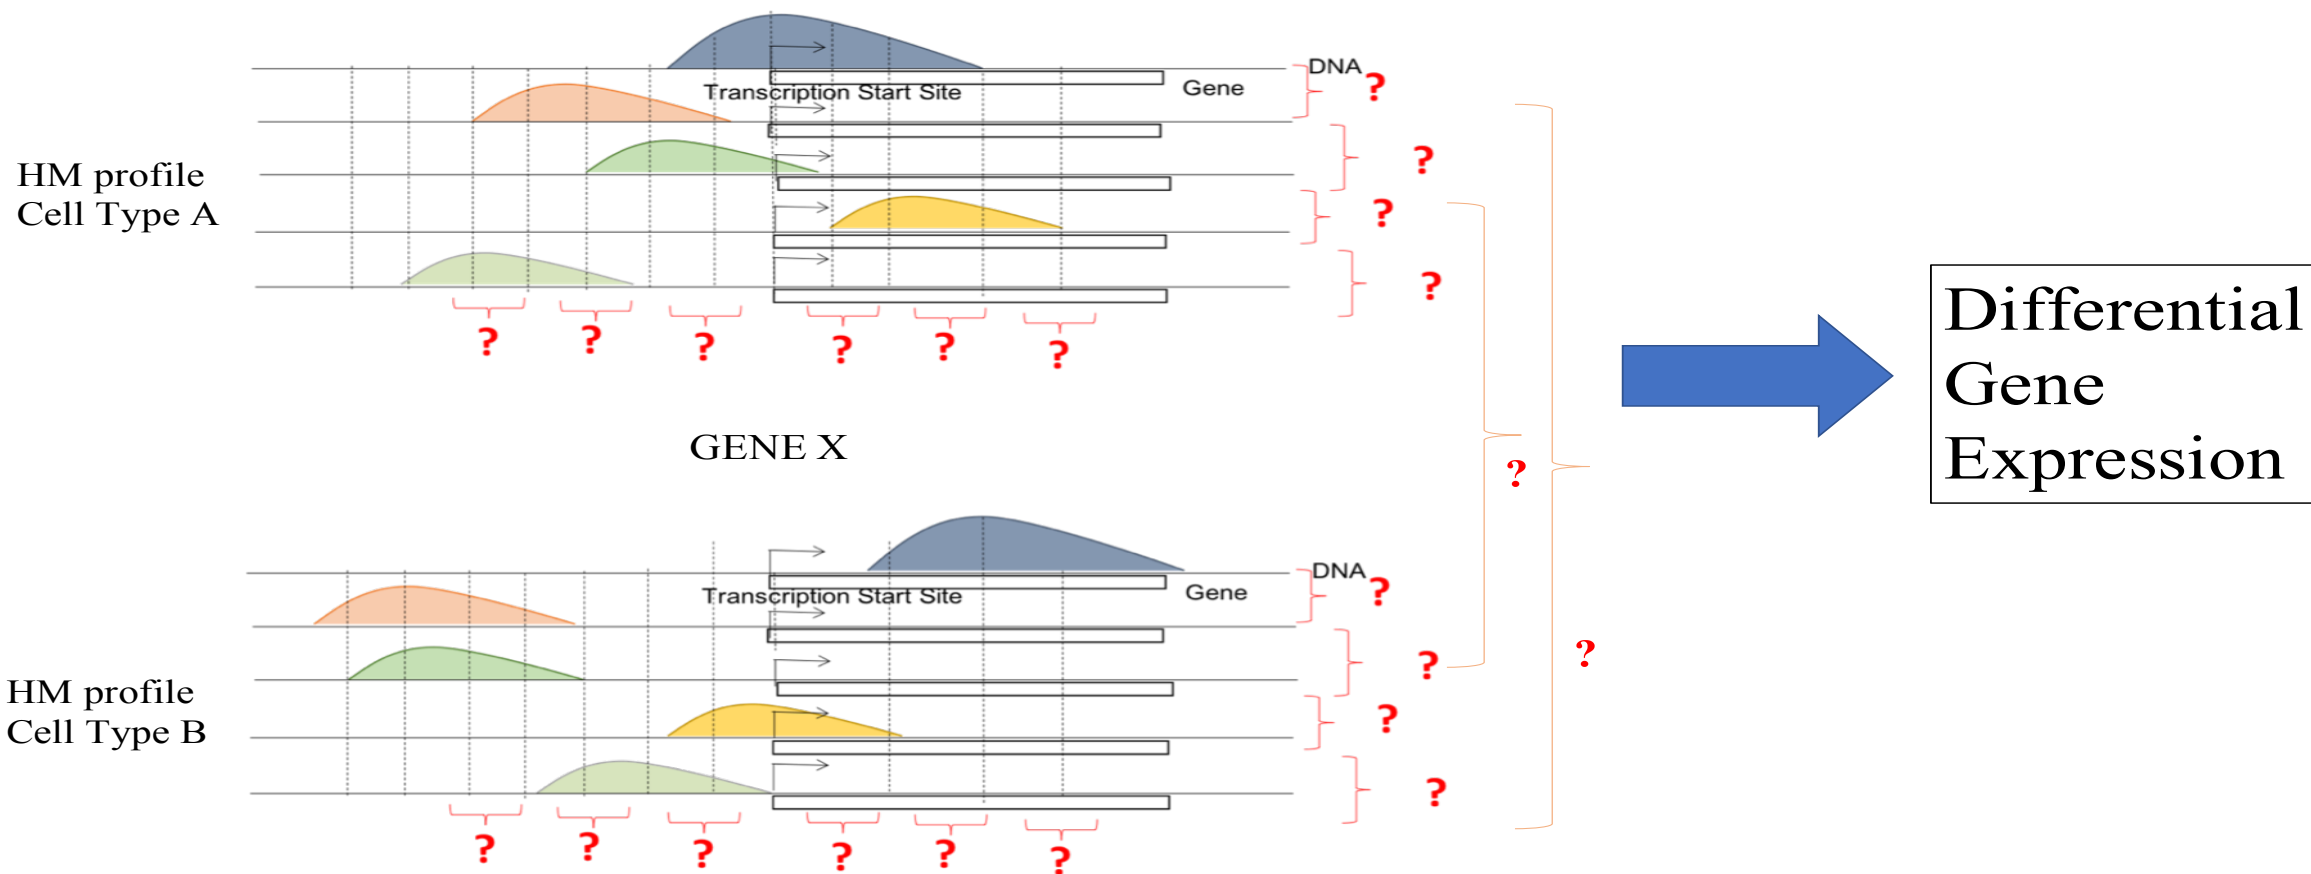 DNA
?
Transcription Start Site
Gene
?
HM profile
Cell Type A
?
?
? ? ? ? ? ?
GENE X
?
?
Differential
Gene
Expression
DNA
?
Transcription Start Site
Gene
?
HM profile
Cell Type B
?
?
? ? ? ? ? ?